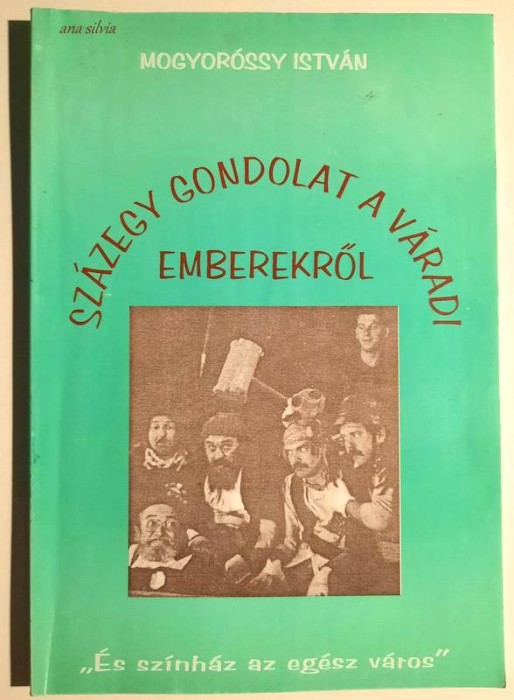 ana silvia
MOGYORÓSSY ISTVÁN
SZÁZEGY GONDOLAT A VÁRADI
EMBEREKRŐL
„És színház az egész város”